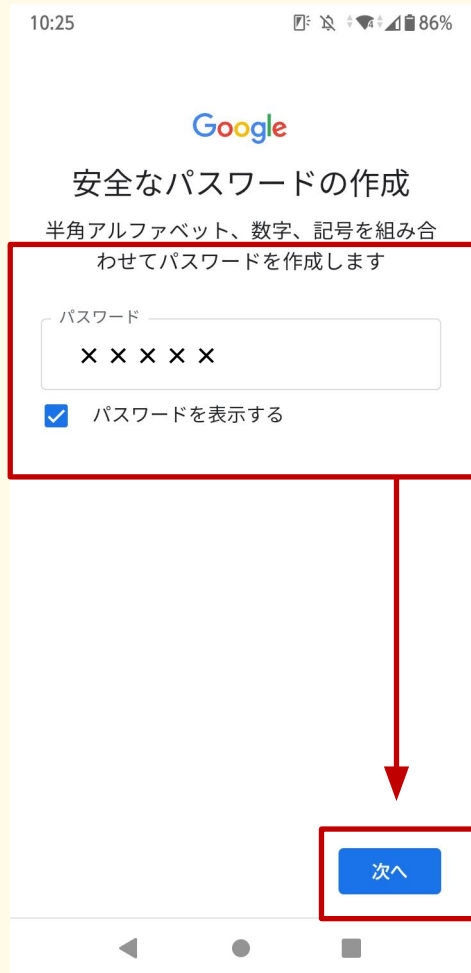 10:25 86%
Google
安全なパスワードの作成
半角アルファベット、数字、記号を組み合
わせてパスワードを作成します
パスワード
×××××
パスワードを表示する
次へ